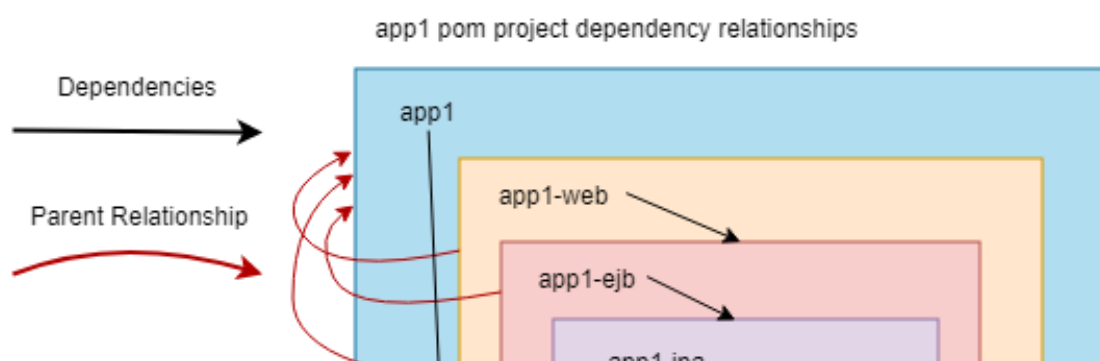 app1 pom project dependency relationships
Dependencies
app1
app1-web
Parent Relationship
app1-ejb